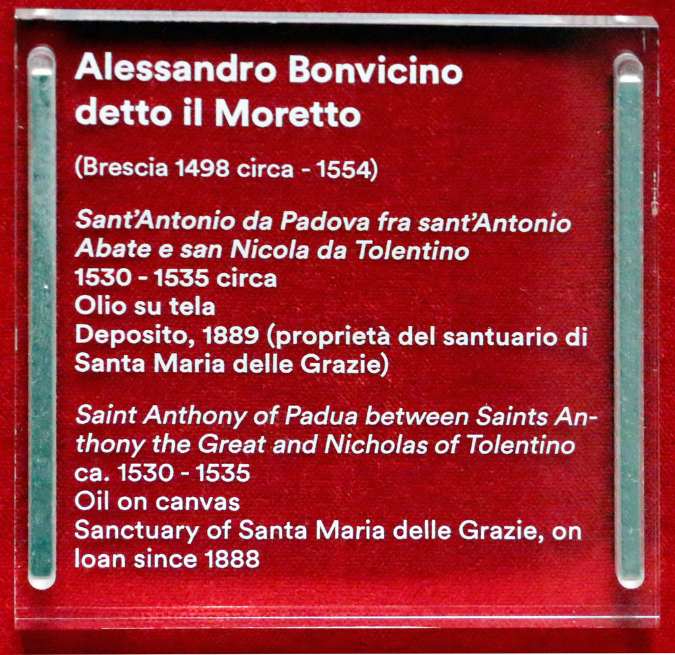 Alessandro Bonvicino
detto il Moretto
(Brescia 1498 circa - 1554)
Sant'Antonio da Padova fra sant'Antonio
Abate e san Nicola da Tolentino
1530 - 1535 circa
Olio su tela
Deposito, 1889 (proprietà del santuario di
Santa Maria delle Grazie)
Saint Anthony of Padua between Saints An-
thony the Great and Nicholas of Tolentino
ca. 1530 - 1535
Oil on canvas
Sanctuary of Santa Maria delle Grazie, on
loan since 1888